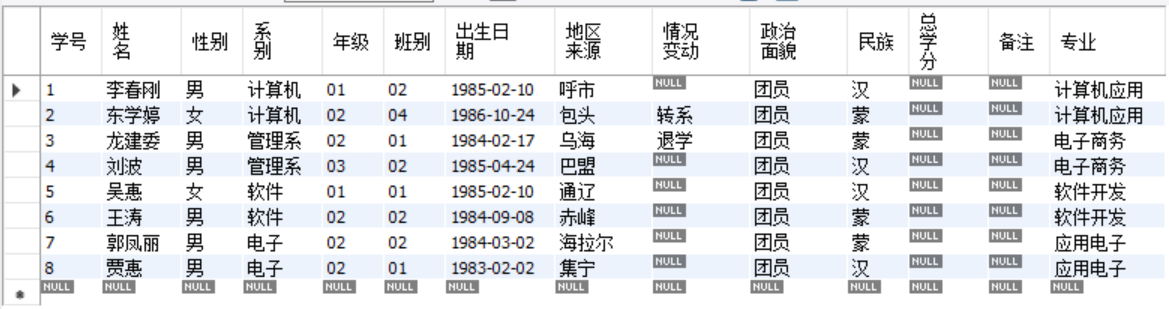 学号 姓名 性别 系别 年级 班别 出生日期 地区来源 情况变动 政治面貌 民族 总学分 备注 专业
1 李春刚 男 计算机 01 02 1985-02-10 呼市 NULL 团员 汉 NULL NULL 计算机应用
2 东学婷 女 计算机 02 04 1986-10-24 包头 转系 团员 蒙 NULL NULL 计算机应用
3 龙建委 男 管理系 02 01 1984-02-17 乌海 退学 团员 蒙 NULL NULL 电子商务
4 刘波 男 管理系 03 02 1985-04-24 巴盟 NULL 团员 汉 NULL NULL 电子商务
5 吴惠 女 软件 01 01 1985-02-10 通辽 NULL 团员 汉 NULL NULL 软件开发
6 王涛 男 软件 02 02 1984-09-08 赤峰 NULL 团员 蒙 NULL NULL 软件开发
7 郭凤丽 男 电子 02 02 1984-03-02 海拉尔 NULL 团员 蒙 NULL NULL 应用电子
8 贾惠 男 电子 02 01 1983-02-02 集宁 NULL 团员 汉 NULL NULL 应用电子
NULL NULL NULL NULL NULL NULL NULL NULL NULL NULL NULL NULL NULL NULL